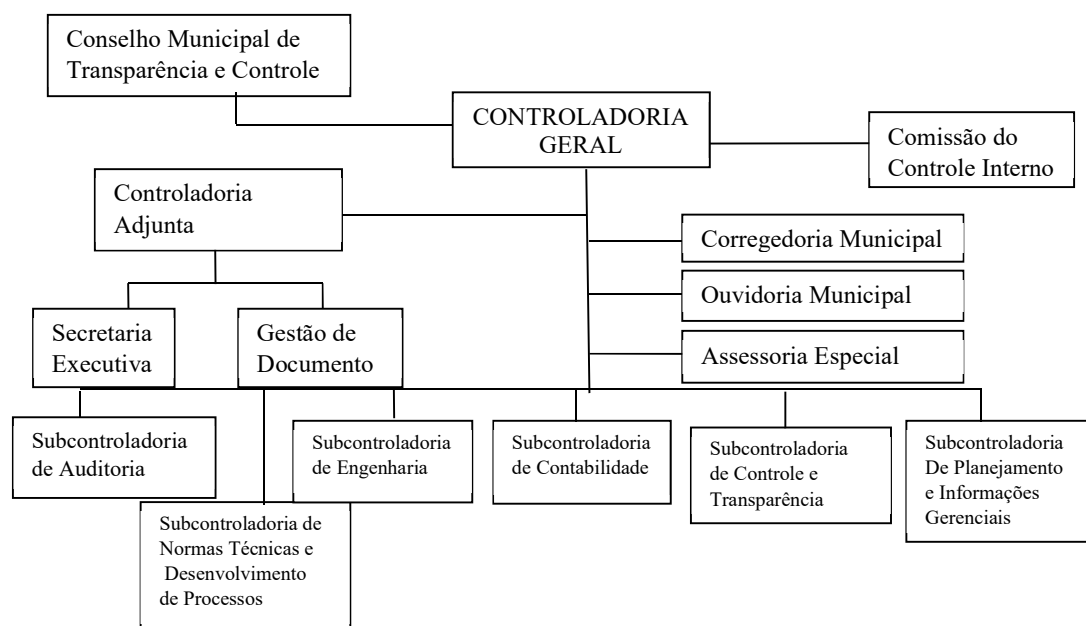 Conselho Municipal de
Transparência e Controle
CONTROLADORIA
GERAL
Comissão do
Controle Interno
Controladoria
Adjunta
Corregedoria Municipal
Ouvidoria Municipal
Assessoria Especial
Secretaria
Executiva
Gestão de
Documento
Subcontroladoria
de Auditoria
Subcontroladoria de
Normas Técnicas e
Desenvolvimento
de Processos
Subcontroladoria
de Engenharia
Subcontroladoria
de Contabilidade
Subcontroladoria
de Controle e
Transparência
Subcontroladoria
De Planejamento
e Informações
Gerenciais